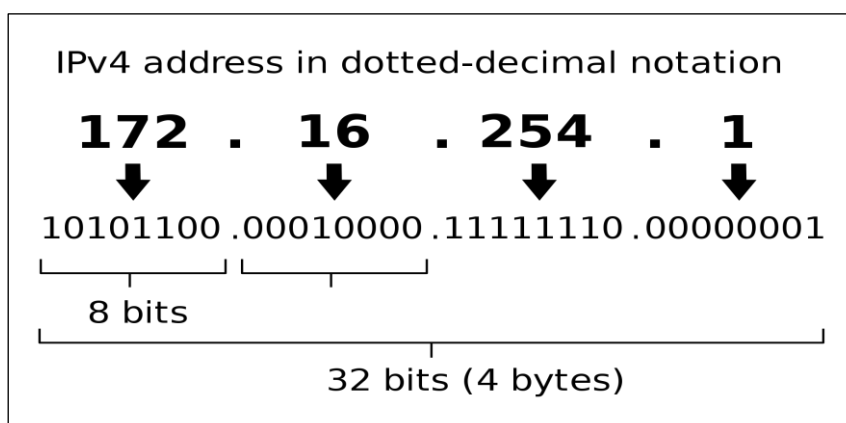 IPv4 address in dotted-decimal notation
172 . 16 . 254 . 1
10101100 .00010000 .11111110 .00000001
8 bits
32 bits (4 bytes)